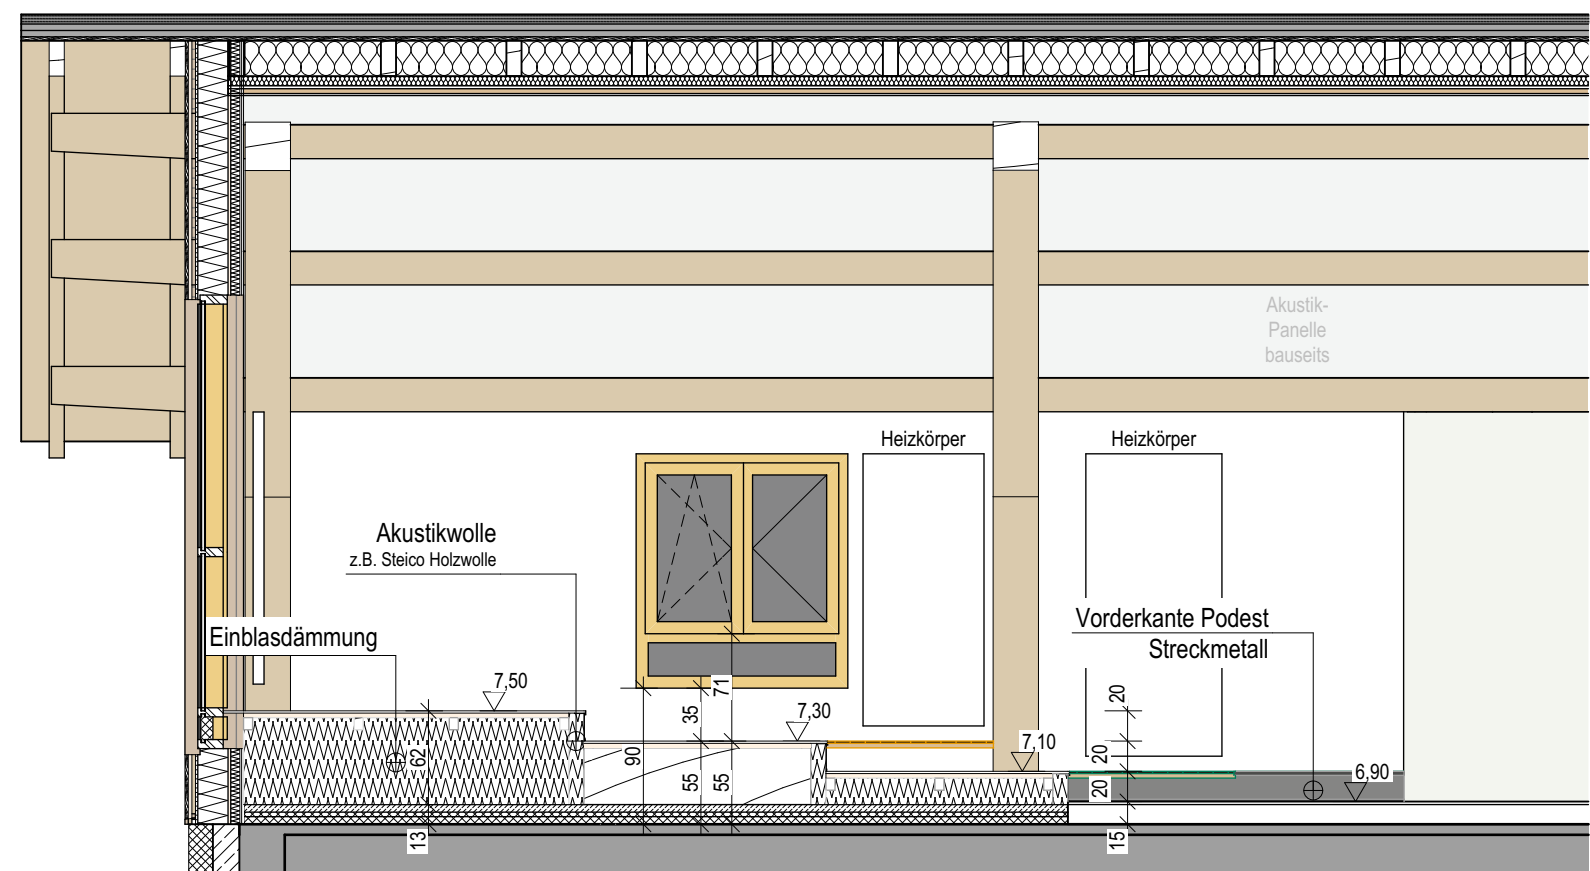 Akustik-
Panelle
bauseits
Heizkörper
Heizkörper
Akustikwolle
z.B. Steico Holzwolle
Vorderkante Podest
Streckmetall
Einblasdämmung
7,50
7,30
7,10
6,90
62
13
90
35
55
71
55
20
20
20
15